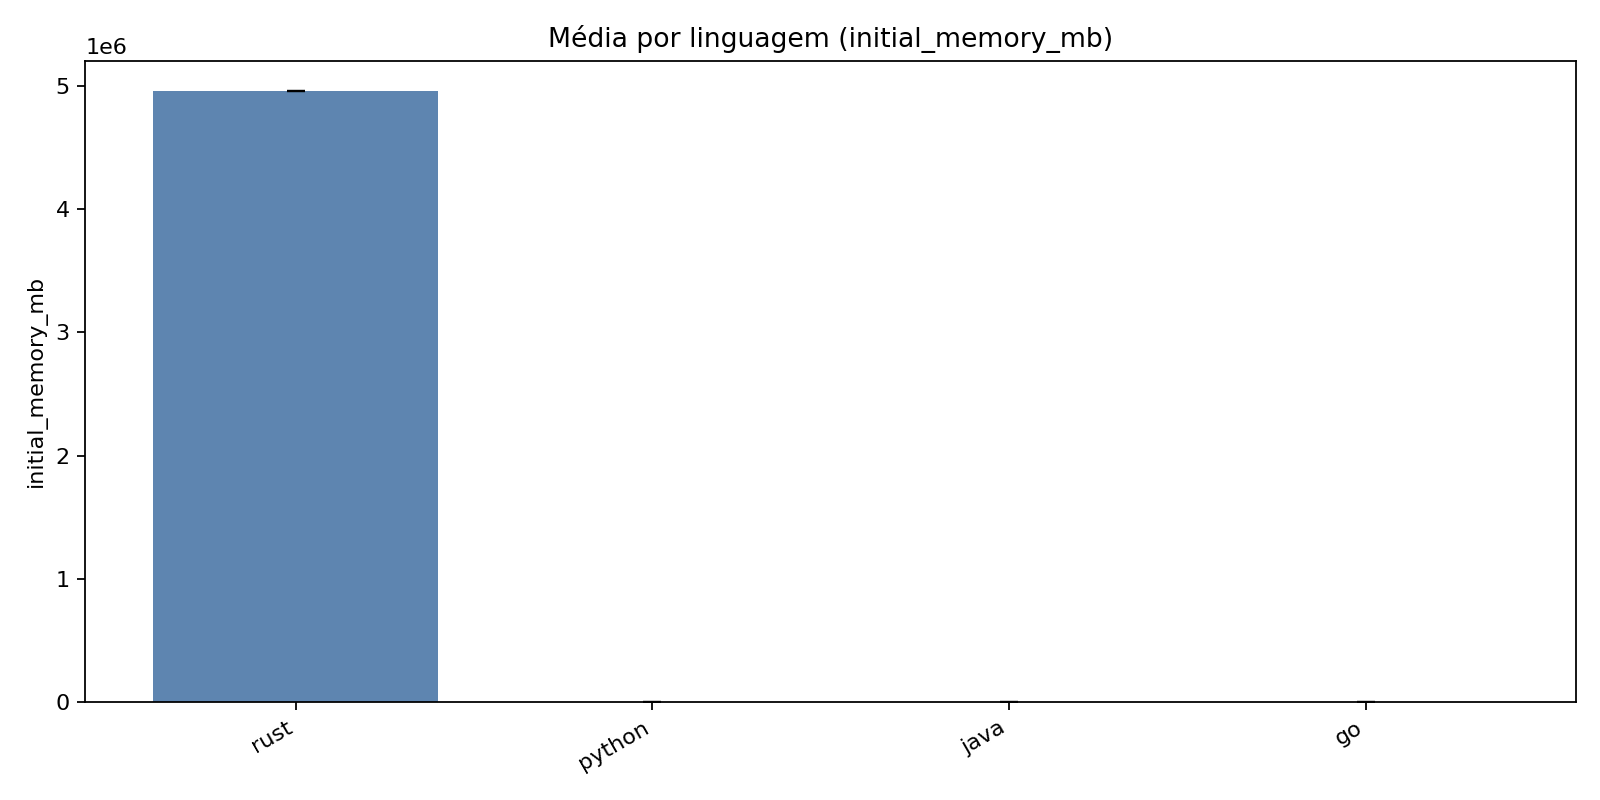 Média por linguagem (initial_memory_mb)
1e6
5
4
3
2
1
0
initial_memory_mb
rust
python
java
go